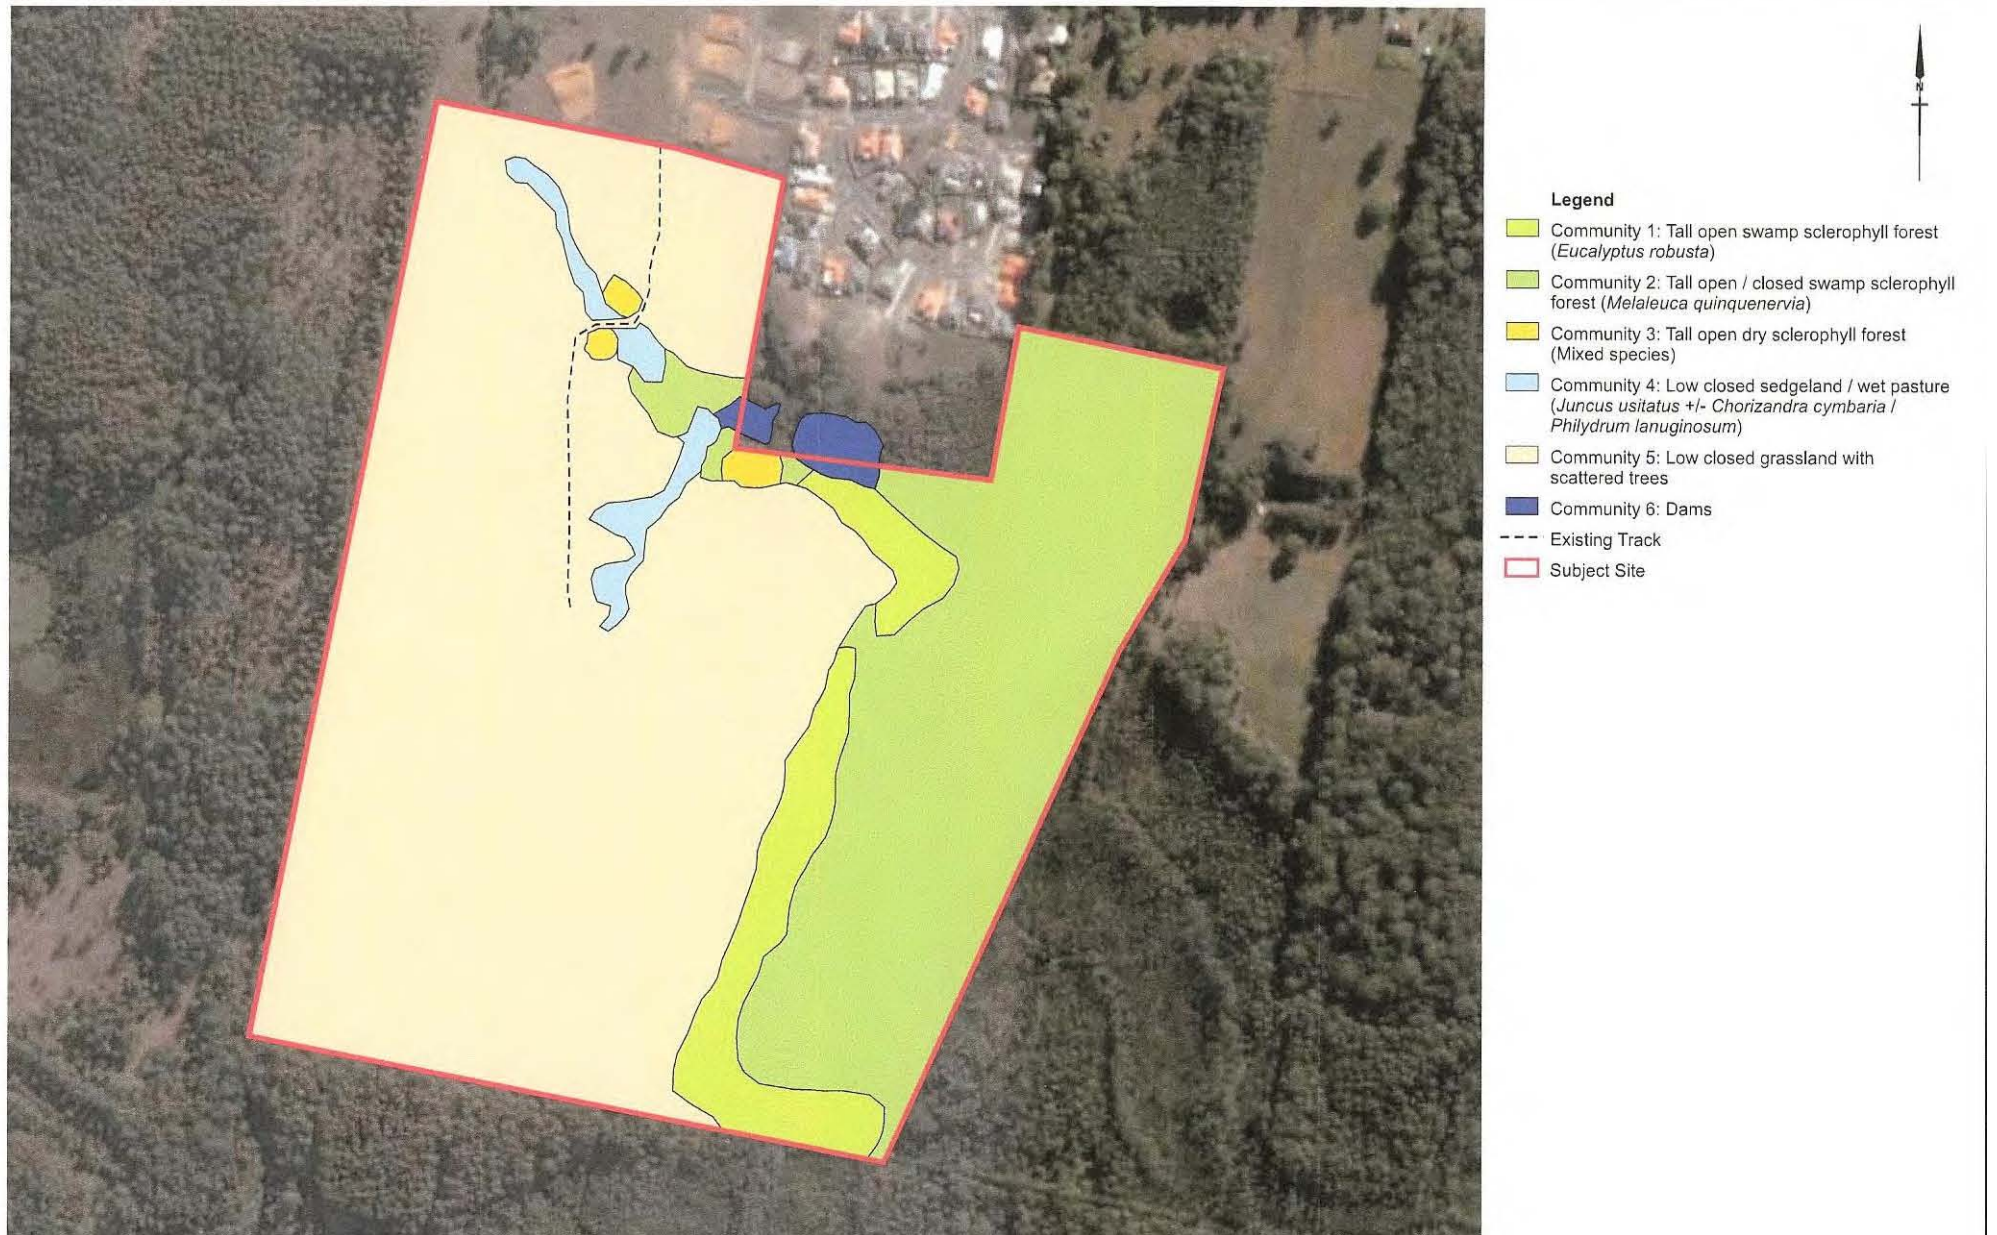 N
Legend
Community 1: Tall open swamp sclerophyll forest
(Eucalyptus robusta)
Community 2: Tall open / closed swamp sclerophyll
forest (Melaleuca quinquenervia)
Community 3: Tall open dry sclerophyll forest
(Mixed species)
Community 4: Low closed sedgeland / wet pasture
(Juncus usitatus +/- Chorizandra cymbaria /
Philydrum lanuginosum)
Community 5: Low closed grassland with
scattered trees
Community 6: Dams
Existing Track
Subject Site